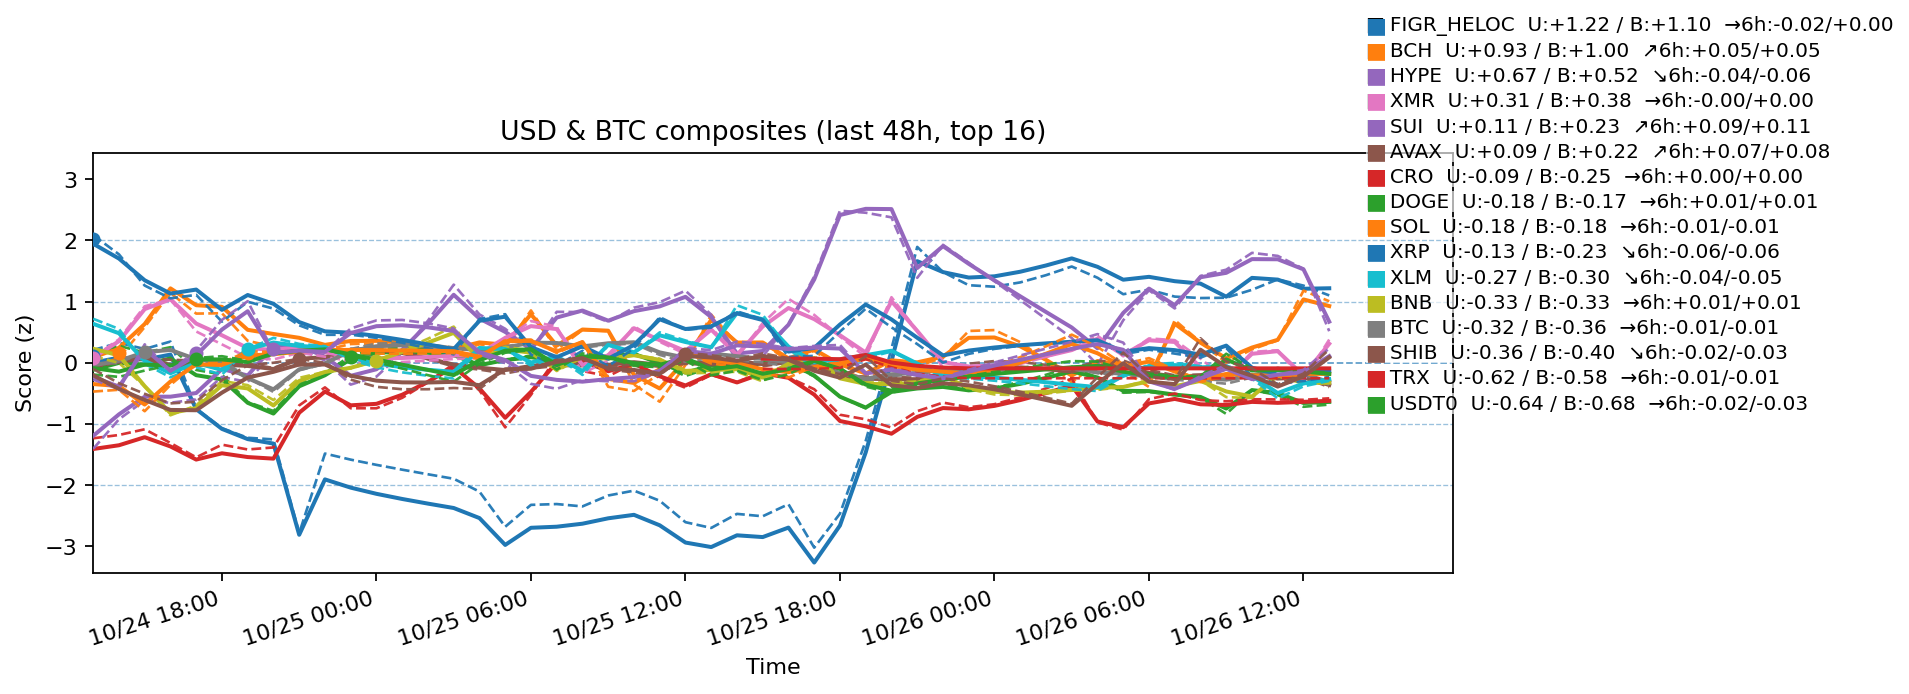 FIGR_HELOC U:+1.22 / B:+1.10 →6h:-0.02/+0.00
BCH U:+0.93 / B:+1.00 ↗6h:+0.05/+0.05
HYPE U:+0.67 / B:+0.52 ↘6h:-0.04/-0.06
XMR U:+0.31 / B:+0.38 →6h:-0.00/+0.00
SUI U:+0.11 / B:+0.23 ↗6h:+0.09/+0.11
AVAX U:+0.09 / B:+0.22 ↗6h:+0.07/+0.08
CRO U:-0.09 / B:-0.25 →6h:+0.00/+0.00
DOGE U:-0.18 / B:-0.17 →6h:+0.01/+0.01
SOL U:-0.18 / B:-0.18 →6h:-0.01/-0.01
XRP U:-0.13 / B:-0.23 ↘6h:-0.06/-0.06
XLM U:-0.27 / B:-0.30 ↘6h:-0.04/-0.05
BNB U:-0.33 / B:-0.33 →6h:+0.01/+0.01
BTC U:-0.32 / B:-0.36 →6h:-0.01/-0.01
SHIB U:-0.36 / B:-0.40 ↘6h:-0.02/-0.03
TRX U:-0.62 / B:-0.58 →6h:-0.01/-0.01
USDT0 U:-0.64 / B:-0.68 →6h:-0.02/-0.03
USD & BTC composites (last 48h, top 16)
Score (z)
3
2
1
0
−1
−2
−3
10/24 18:00
10/25 00:00
10/25 06:00
10/25 12:00
10/25 18:00
10/26 00:00
10/26 06:00
10/26 12:00
Time